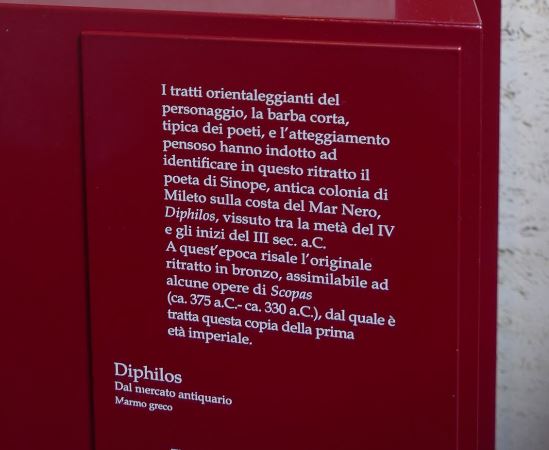 I tratti orientaleggianti del
personaggio, la barba corta,
tipica dei poeti, e l'atteggiamento
pensoso hanno indotto ad
identificare in questo ritratto il
poeta di Sinope, antica colonia di
Mileto sulla costa del Mar Nero,
Diphilos, vissuto tra la metà del IV
e gli inizi del III sec. a.C.
A quest'epoca risale l'originale
ritratto in bronzo, assimilabile ad
alcune opere di Scopas
(ca. 375 a.C.- ca. 330 a.C.), dal quale è
tratta questa copia della prima
età imperiale.
Diphilos
Dal mercato antiquario
Marmo greco